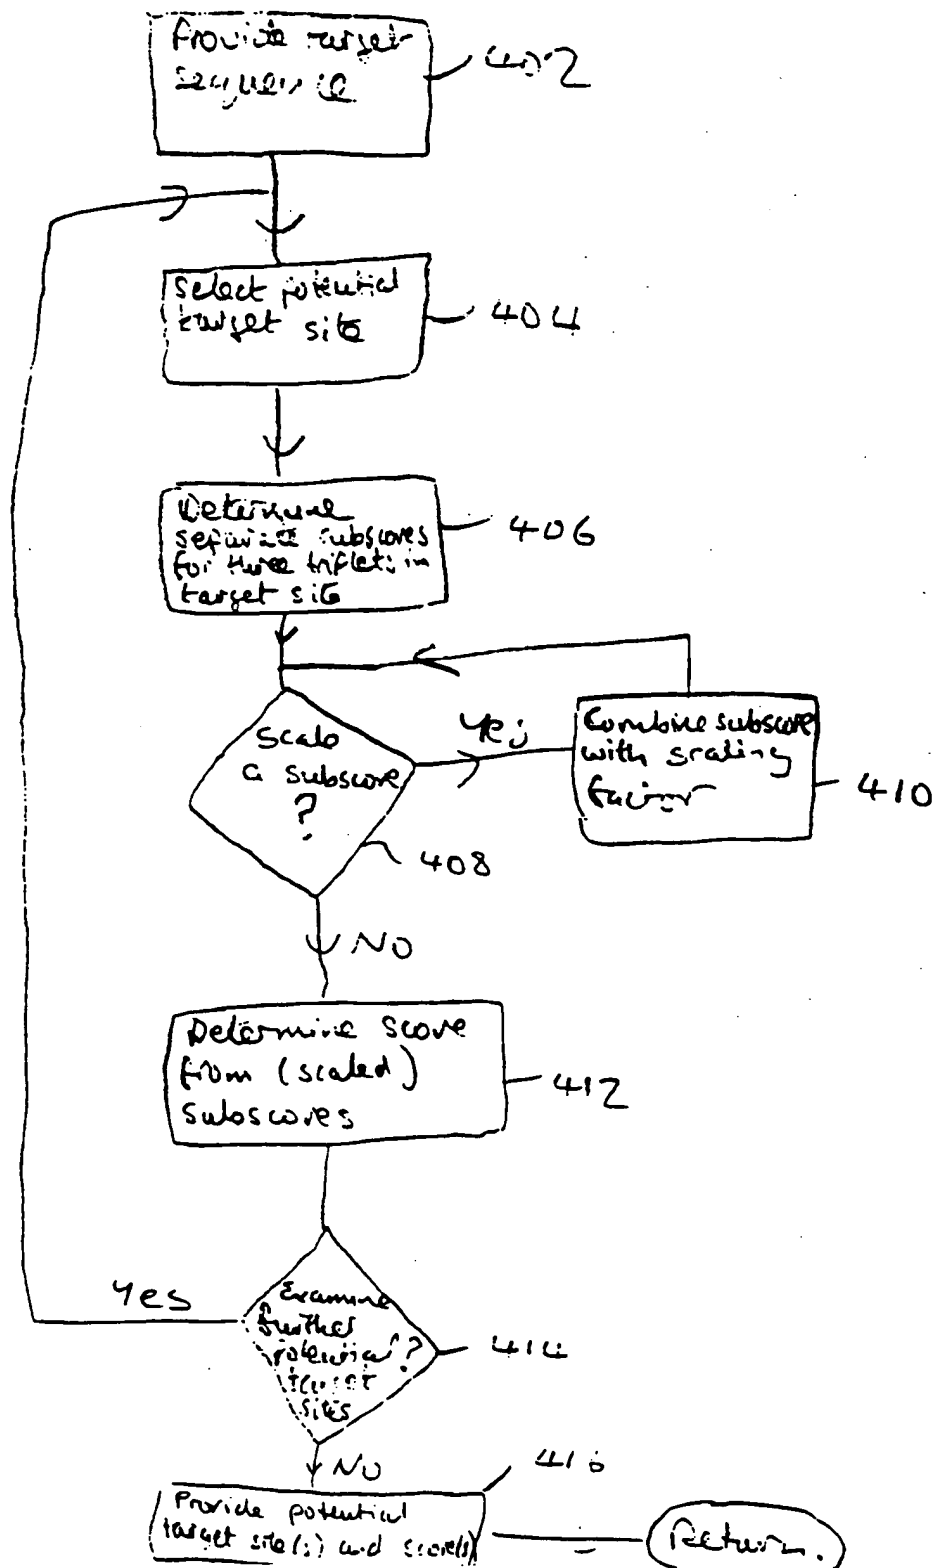 Provide target
sequence
402
Select potential
target site
404
Determine
separate subscores
for three triplets in
target site
406
Scale
a subscore
?
408
Yes
Combine subscore
with scaling
factor
410
NO
Determine score
from (scaled)
subscores
412
Yes
Examine
further
potential
target
sites
?
414
NO
416
Provide potential
target site(s) and score(s)
Return.